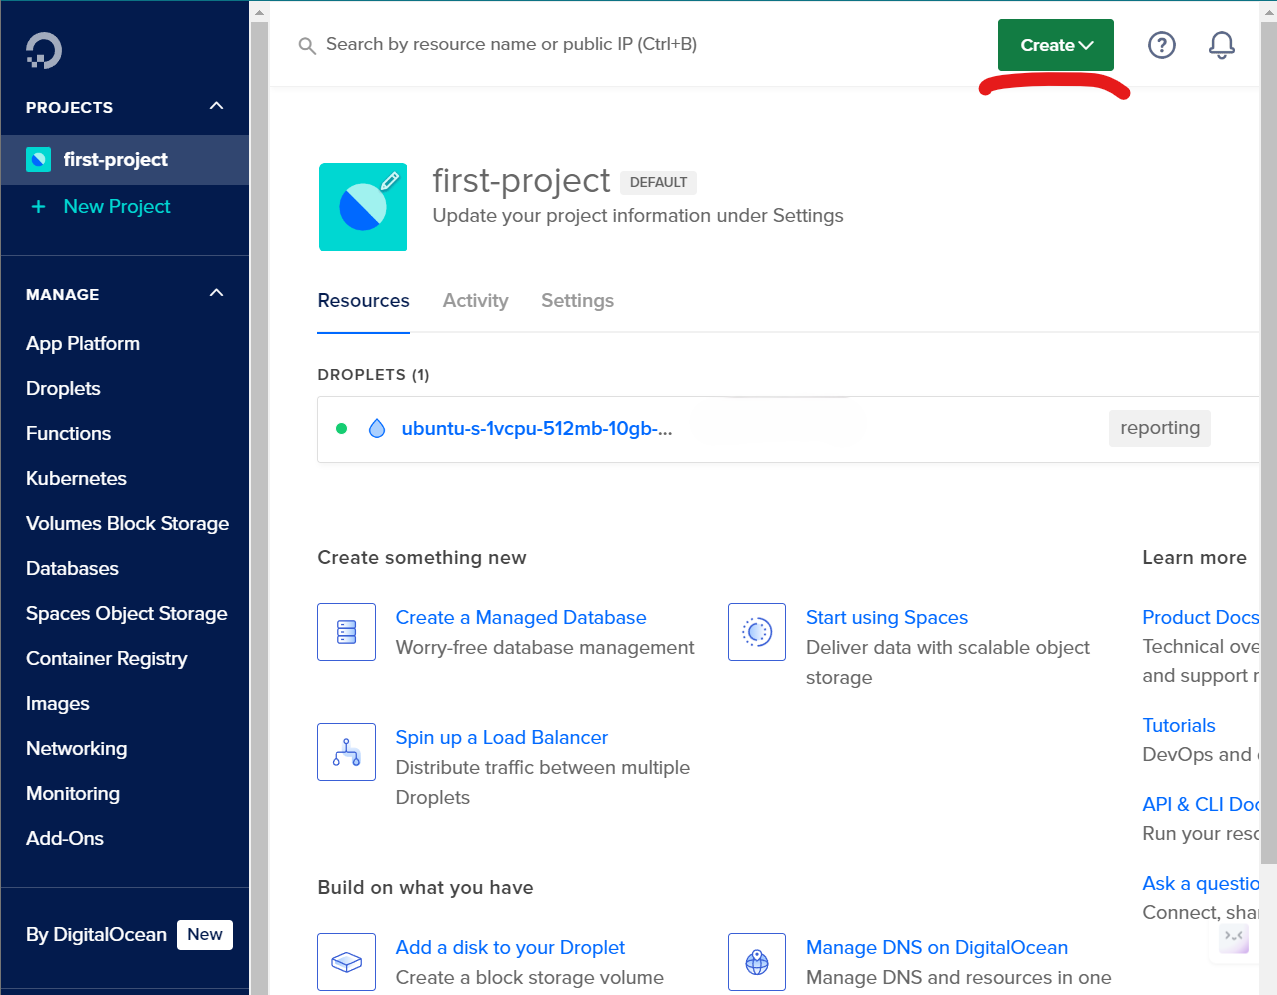 Search by resource name or public IP (Ctrl+B)
Create
PROJECTS
first-project
New Project
MANAGE
App Platform
Droplets
Functions
Kubernetes
Volumes Block Storage
Databases
Spaces Object Storage
Container Registry
Images
Networking
Monitoring
Add-Ons
By DigitalOcean New
first-project DEFAULT
Update your project information under Settings
Resources Activity Settings
DROPLETS (1)
ubuntu-s-1vcpu-512mb-10gb-... reporting
Create something new
Create a Managed Database
Worry-free database management
Start using Spaces
Deliver data with scalable object
storage
Spin up a Load Balancer
Distribute traffic between multiple
Droplets
Build on what you have
Add a disk to your Droplet
Create a block storage volume
Manage DNS on DigitalOcean
Manage DNS and resources in one
Learn more
Product Docs
Technical
and support
Tutorials
DevOps and
API & CLI
Run your
Ask a
Connect,